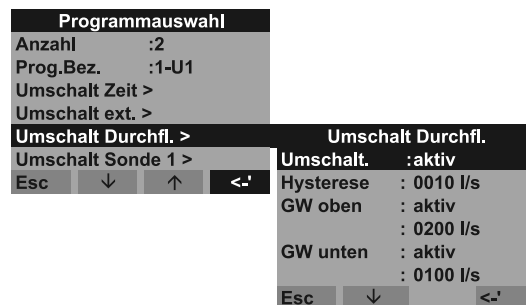 Programmauswahl
Anzahl :2
Prog.Bez. :1-U1
Umschalt Zeit >
Umschalt ext. >
Umschalt Durchfl. >
Umschalt Sonde 1 >
Esc ↓ ↑ <-'
Umschalt Durchfl.
Umschalt. :aktiv
Hysterese : 0010 l/s
GW oben : aktiv
: 0200 l/s
GW unten : aktiv
: 0100 l/s
Esc ↓ <-'